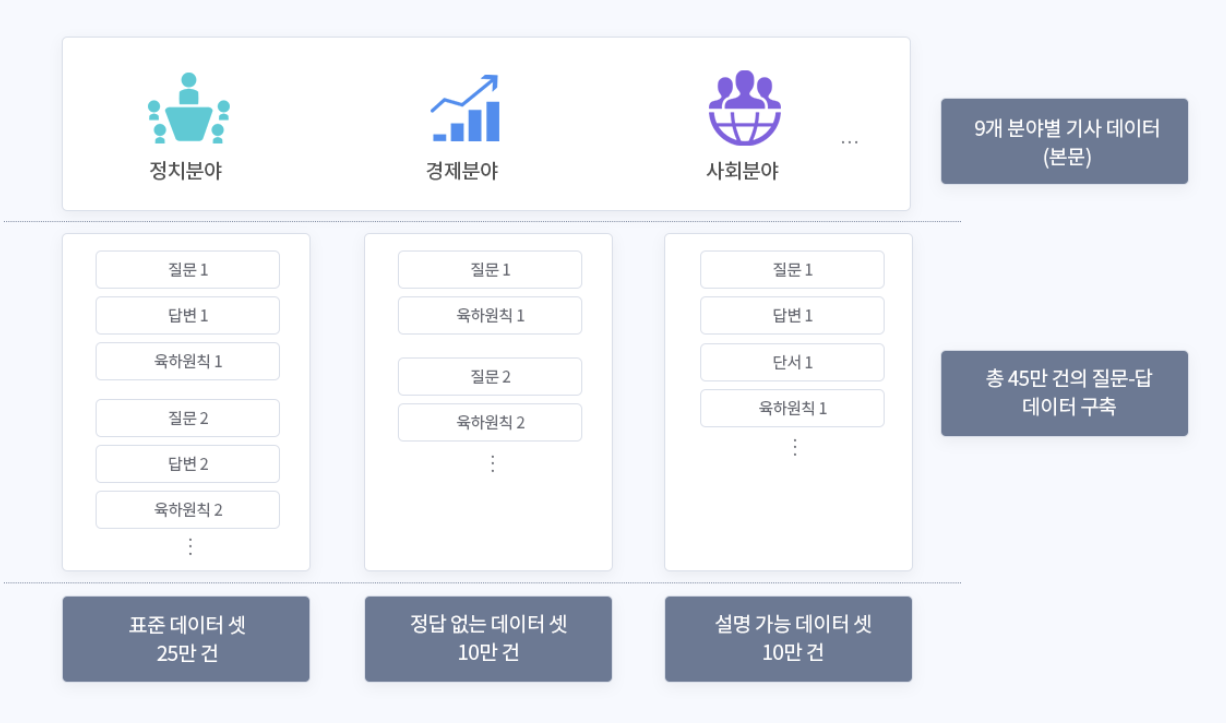 정치분야
경제분야
사회분야
...
9개 분야별 기사 데이터
(본문)
질문 1
답변 1
육하원칙 1
질문 2
답변 2
육하원칙 2
⋮
질문 1
육하원칙 1
질문 2
육하원칙 2
⋮
질문 1
답변 1
단서 1
육하원칙 1
⋮
총 45만 건의 질문-답
데이터 구축
표준 데이터 셋
25만 건
정답 없는 데이터 셋
10만 건
설명 가능 데이터 셋
10만 건